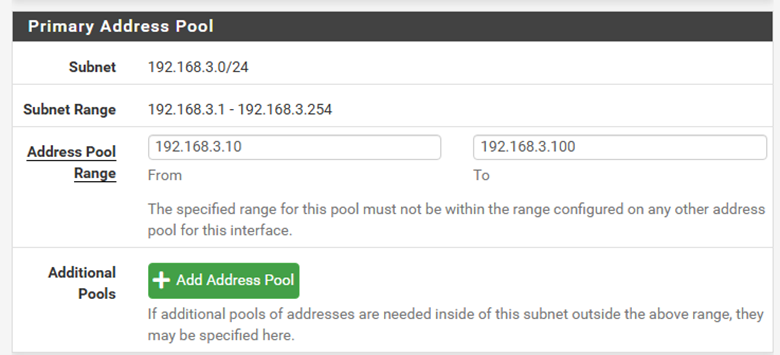 Primary Address Pool
Subnet 192.168.3.0/24
Subnet Range 192.168.3.1 - 192.168.3.254
Address Pool Range
192.168.3.10 192.168.3.100
From To
The specified range for this pool must not be within the range configured on any other address
pool for this interface.
Additional Pools
Add Address Pool
If additional pools of addresses are needed inside of this subnet outside the above range, they
may be specified here.